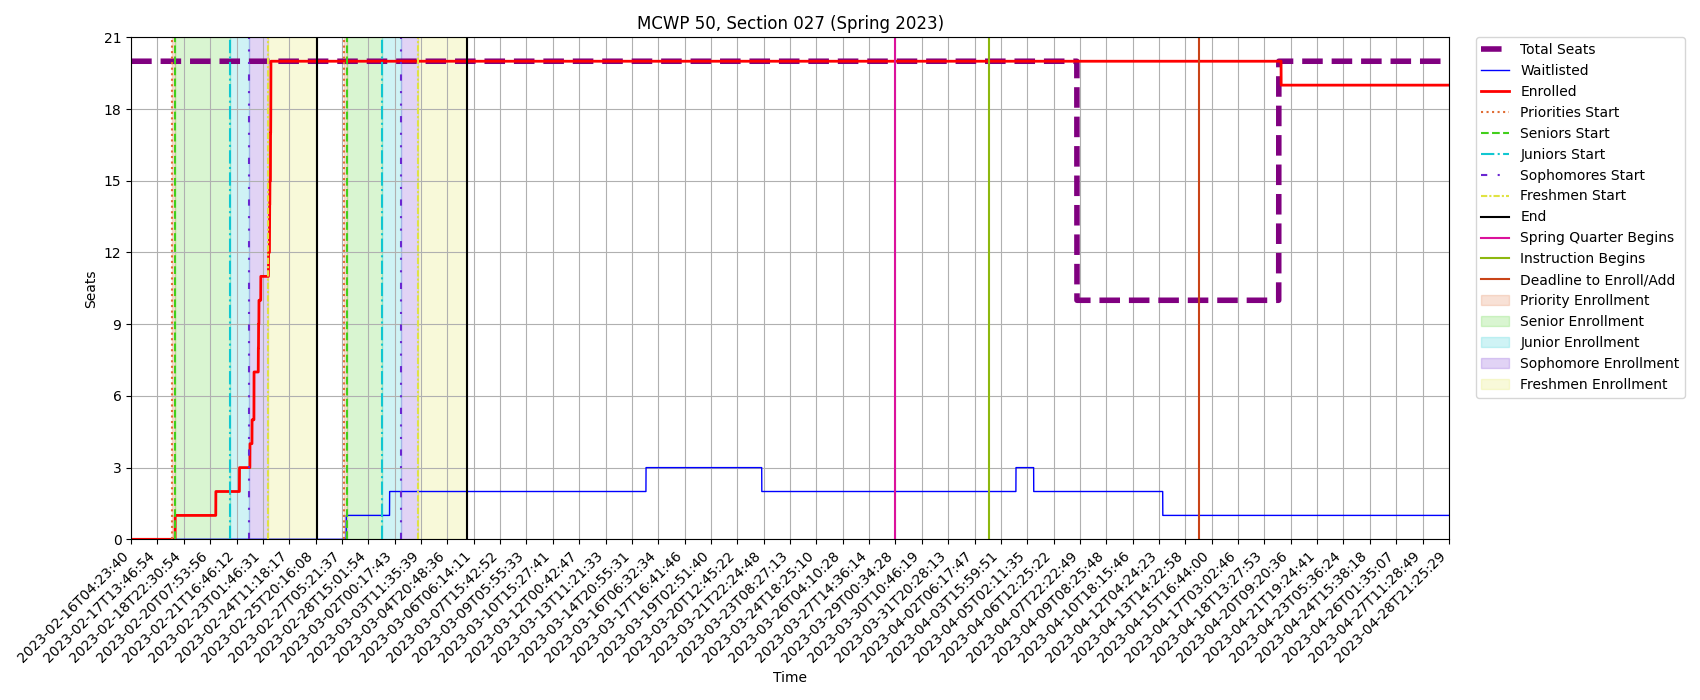 MCWP 50, Section 027 (Spring 2023)
21
18
15
12
9
6
3
0
Seats
2023-02-16T04:23:40
2023-02-17T13:46:54
2023-02-18T22:30:54
2023-02-20T07:53:56
2023-02-21T16:46:12
2023-02-23T01:46:31
2023-02-24T11:18:17
2023-02-25T20:16:08
2023-02-27T05:21:37
2023-02-28T15:01:54
2023-03-02T00:17:43
2023-03-03T11:35:39
2023-03-04T20:48:36
2023-03-06T06:14:11
2023-03-07T15:42:52
2023-03-09T05:55:33
2023-03-10T15:27:41
2023-03-12T00:42:47
2023-03-13T11:21:33
2023-03-14T20:55:31
2023-03-16T06:32:34
2023-03-17T16:41:46
2023-03-19T02:51:40
2023-03-20T12:45:22
2023-03-21T22:24:48
2023-03-23T08:27:13
2023-03-24T18:25:10
2023-03-26T04:10:28
2023-03-27T14:36:14
2023-03-29T00:34:28
2023-03-30T10:46:19
2023-03-31T20:28:13
2023-04-02T06:17:47
2023-04-03T15:59:51
2023-04-05T02:11:35
2023-04-06T12:25:22
2023-04-07T22:22:49
2023-04-09T08:25:48
2023-04-10T18:15:46
2023-04-12T04:24:23
2023-04-13T14:22:58
2023-04-15T16:44:00
2023-04-17T03:02:46
2023-04-18T13:27:53
2023-04-20T09:20:36
2023-04-21T19:24:41
2023-04-23T05:36:24
2023-04-24T15:38:18
2023-04-26T01:35:07
2023-04-27T11:28:49
2023-04-28T21:25:29
Time
Total Seats
Waitlisted
Enrolled
Priorities Start
Seniors Start
Juniors Start
Sophomores Start
Freshmen Start
End
Spring Quarter Begins
Instruction Begins
Deadline to Enroll/Add
Priority Enrollment
Senior Enrollment
Junior Enrollment
Sophomore Enrollment
Freshmen Enrollment